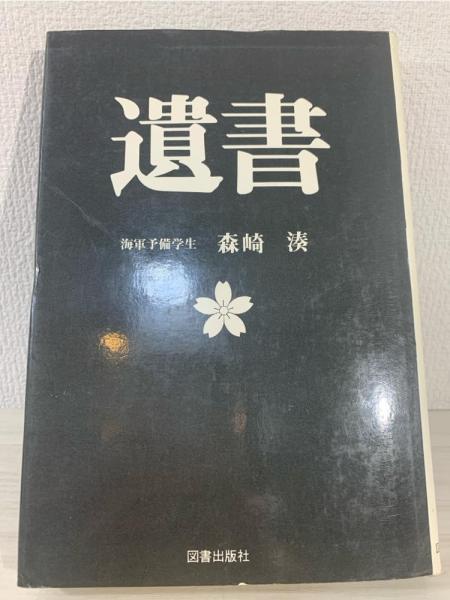 遺書
海軍予備学生 森崎 湊
図書出版社